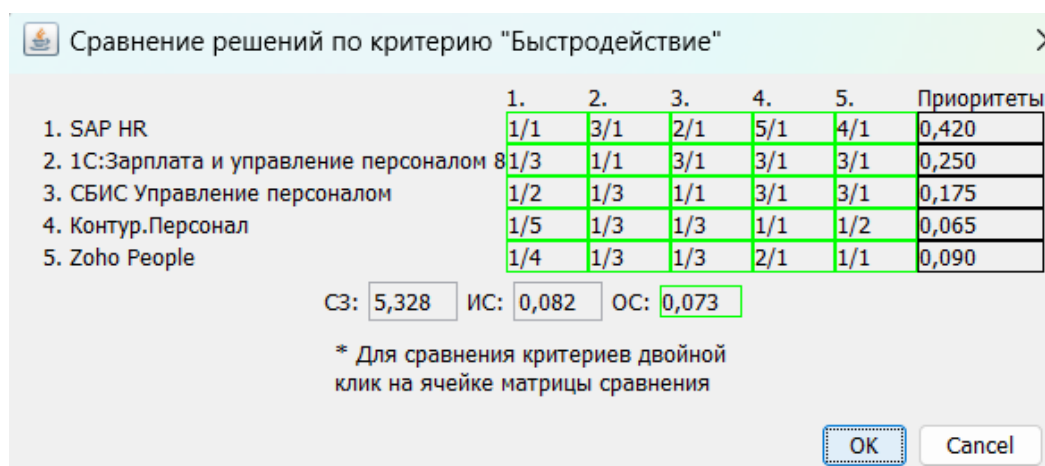 Сравнение решений по критерию "Быстродействие"
1. 2. 3. 4. 5. Приоритеты
1. SAP HR 1/1 3/1 2/1 5/1 4/1 0,420
2. 1С:Зарплата и управление персоналом 8 1/3 1/1 3/1 3/1 3/1 0,250
3. СБИС Управление персоналом 1/2 1/3 1/1 3/1 3/1 0,175
4. Контур.Персонал 1/5 1/3 1/3 1/1 1/2 0,065
5. Zoho People 1/4 1/3 1/3 2/1 1/1 0,090
СЗ: 5,328 ИС: 0,082 ОС: 0,073
* Для сравнения критериев двойной
клик на ячейке матрицы сравнения
OK Cancel